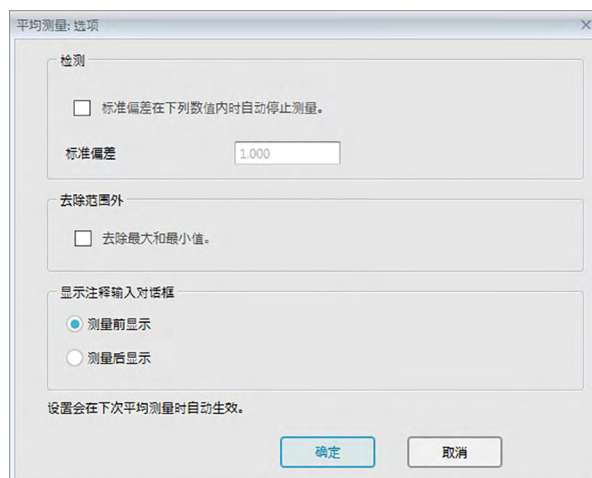 平均测量: 选项
检测
标准偏差在下列数值内时自动停止测量。
标准偏差
1.000
去除范围外
去除最大和最小值。
显示注释输入对话框
测量前显示
测量后显示
设置会在下次平均测量时自动生效。
确定
取消